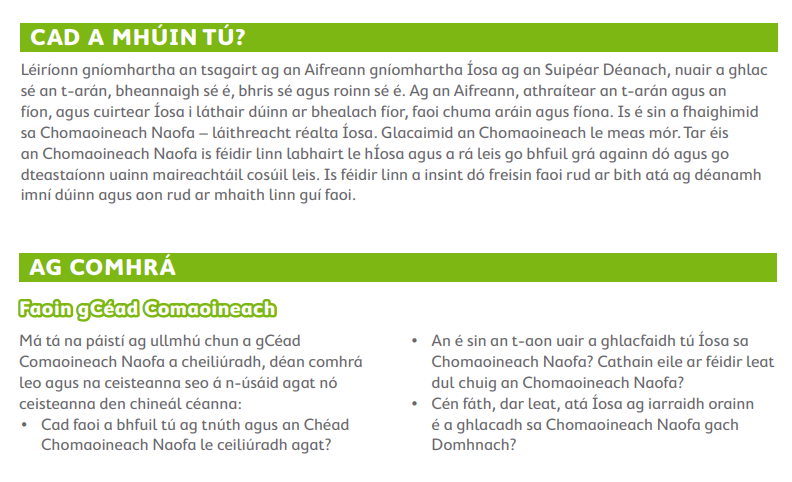 CAD A MHÚIN TÚ?
Léiríonn gníomhartha an tsagairt ag an Aifreann gníomhartha Íosa ag an Suipéar Déanach, nuair a ghlac
sé an t-arán, bheannaigh sé é, bhris sé agus roinn sé é. Ag an Aifreann, athraítear an t-arán agus an
fíon, agus cuirtear Íosa i láthair dúinn ar bhealach fíor, faoi chuma aráin agus fíona. Is é sin a fhaighimid
sa Chomaoineach Naofa – láithreacht réalta Íosa. Glacaimid an Chomaoineach le meas mór. Tar éis
an Chomaoineach Naofa is féidir linn labhairt le hÍosa agus a rá leis go bhfuil grá againn dó agus go
dteastaíonn uainn maireachtáil cosúil leis. Is féidir linn a insint dó freisin faoi rud ar bith atá ag déanamh
imní dúinn agus aon rud ar mhaith linn guí faoi.
AG COMHRÁ
Faoin gCéad Comaoineach
Má tá na páistí ag ullmhú chun a gCéad
Comaoineach Naofa a cheiliúradh, déan comhrá
leo agus na ceisteanna seo á n-úsáid agat nó
ceisteanna den chineál céanna:
• Cad faoi a bhfuil tú ag tnúth agus an Chéad
Chomaoineach Naofa le ceiliúradh agat?
• An é sin an t-aon uair a ghlacfaidh tú Íosa sa
Chomaoineach Naofa? Cathain eile ar féidir leat
dul chuig an Chomaoineach Naofa?
• Cén fáth, dar leat, atá Íosa ag iarraidh orainn
é a ghlacadh sa Chomaoineach Naofa gach
Domhnach?